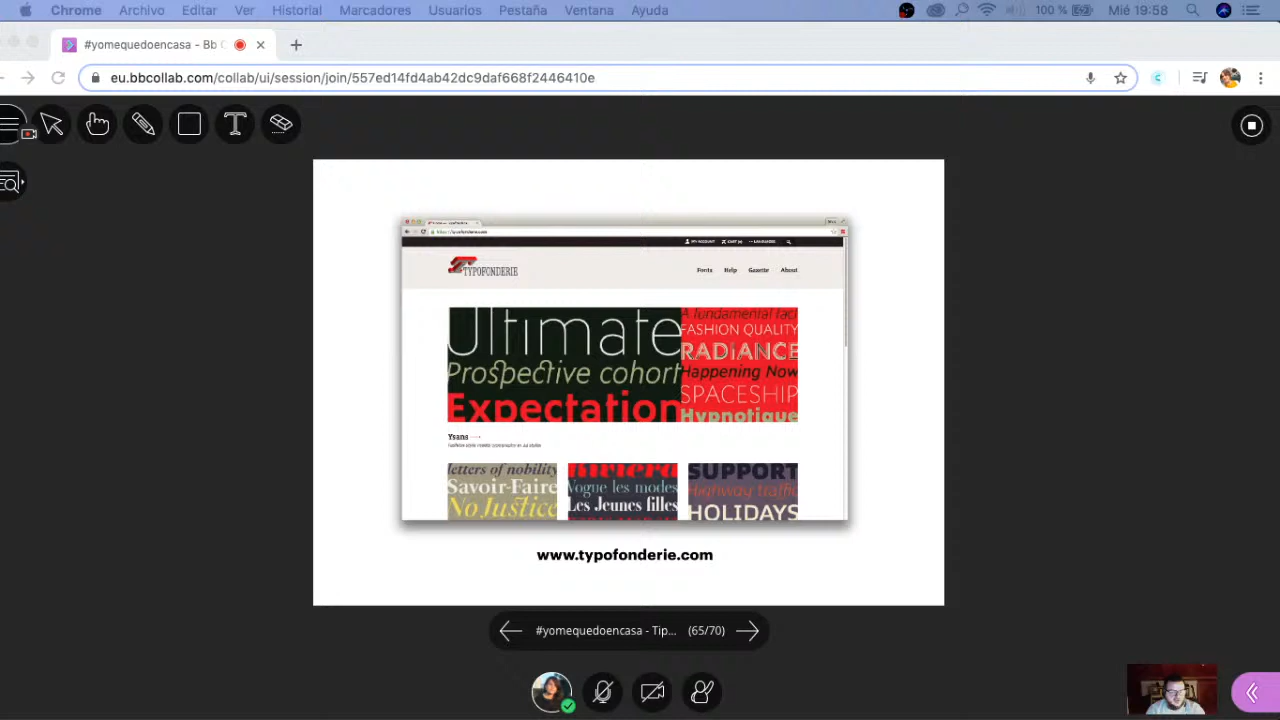 Chrome Archivo Editar Ver Historial Marcadores Usuarios Pestaña Ventana Ayuda 100 % Mié 19:58
#yomequedoencasa - Bb C
eu.bbcollab.com/collab/ui/session/join/557ed14fd4ab42dc9daf668f2446410e
T
MY ACCOUNT
TYPOFONDERIE
Fonts Help Gazette About
Ultimate
Prospective cohort
Expectation
A fundamental fact
FASHION QUALITY
RADIANCE
Happening Now
SPACESHIP
Hypnotique
Ysans
letters of nobility
Savoir-Faire
No Justice
Riviera
Vogue les modes
Les Jeunes filles
SUPPORT
Highway traffic
HOLIDAYS
www.typofonderie.com
#yomequedoencasa - Tip... (65/70)